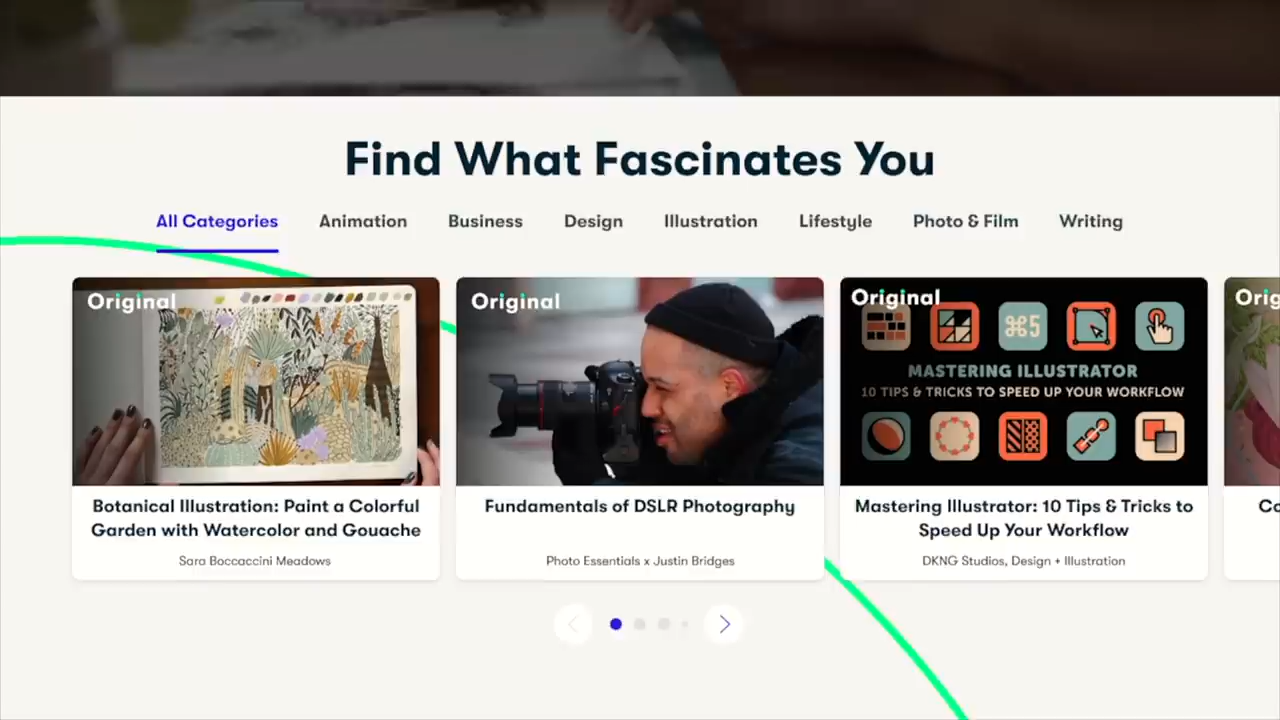 Find What Fascinates You
All Categories Animation Business Design Illustration Lifestyle Photo & Film Writing
Original
Botanical Illustration: Paint a Colorful
Garden with Watercolor and Gouache
Sara Boccaccini Meadows
Original
Fundamentals of DSLR Photography
Photo Essentials x Justin Bridges
Original
⌘5
MASTERING ILLUSTRATOR
10 TIPS & TRICKS TO SPEED UP YOUR WORKFLOW
Mastering Illustrator: 10 Tips & Tricks to
Speed Up Your Workflow
DKNG Studios, Design + Illustration
Orig
Co